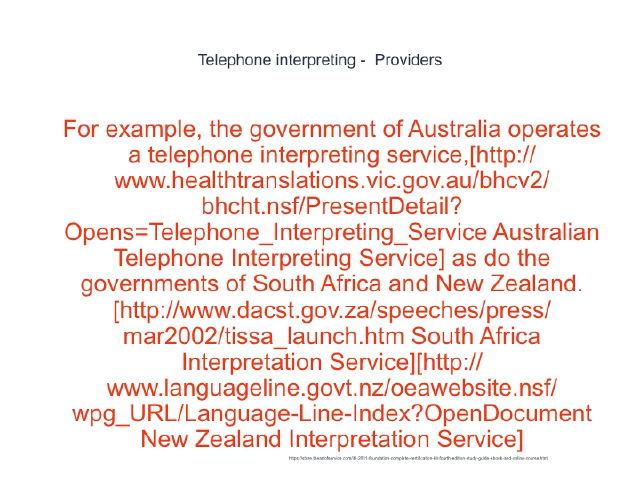 Telephone interpreting - Providers
For example, the government of Australia operates
a telephone interpreting service,[http://
www.healthtranslations.vic.gov.au/bhcv2/
bhcht.nsf/PresentDetail?
Opens=Telephone_Interpreting_Service Australian
Telephone Interpreting Service] as do the
governments of South Africa and New Zealand.
[http://www.dacst.gov.za/speeches/press/
mar2002/tissa_launch.htm South Africa
Interpretation Service][http://
www.languageline.govt.nz/oeawebsite.nsf/
wpg_URL/Language-Line-Index?OpenDocument
New Zealand Interpretation Service]